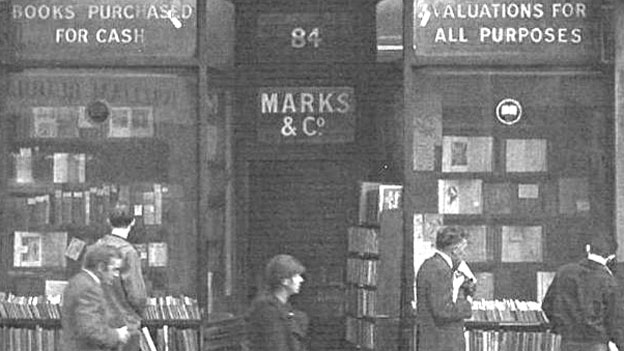 BOOKS PURCHASED
FOR CASH
84
MARKS
& Co
VALUATIONS FOR
ALL PURPOSES